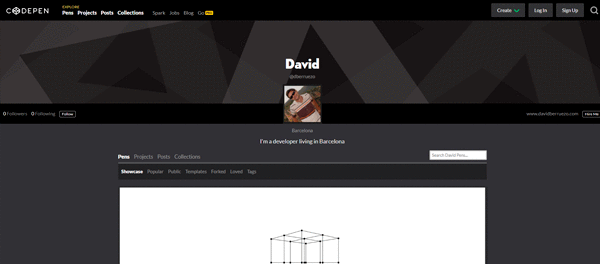 CODEPEN
EXPLORE
Pens Projects Posts Collections Spark Jobs Blog Go PRO
Create Log In Sign Up
David
@dberruezo
0 Followers 0 Following Follow
www.davidberruezo.com Hire Me
Barcelona
I'm a developer living in Barcelona
Pens Projects Posts Collections
Search David Pens...
Showcase Popular Public Templates Forked Loved Tags